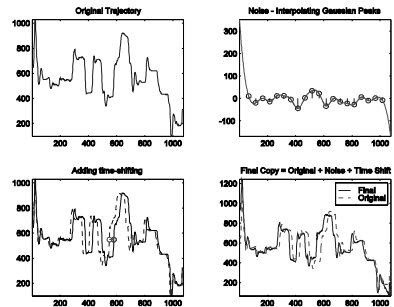 Original Trajectory
1000
800
600
400
200
200 400 600 800 1000
Noise - Interpolating Gaussian Peaks
300
200
100
0
-100
200 400 600 800 1000
Adding time-shifting
1000
800
600
400
200
200 400 600 800 1000
Final Copy = Original + Noise + Time Shift
1200
1000
800
600
400
200
Final
Original
200 400 600 800 1000